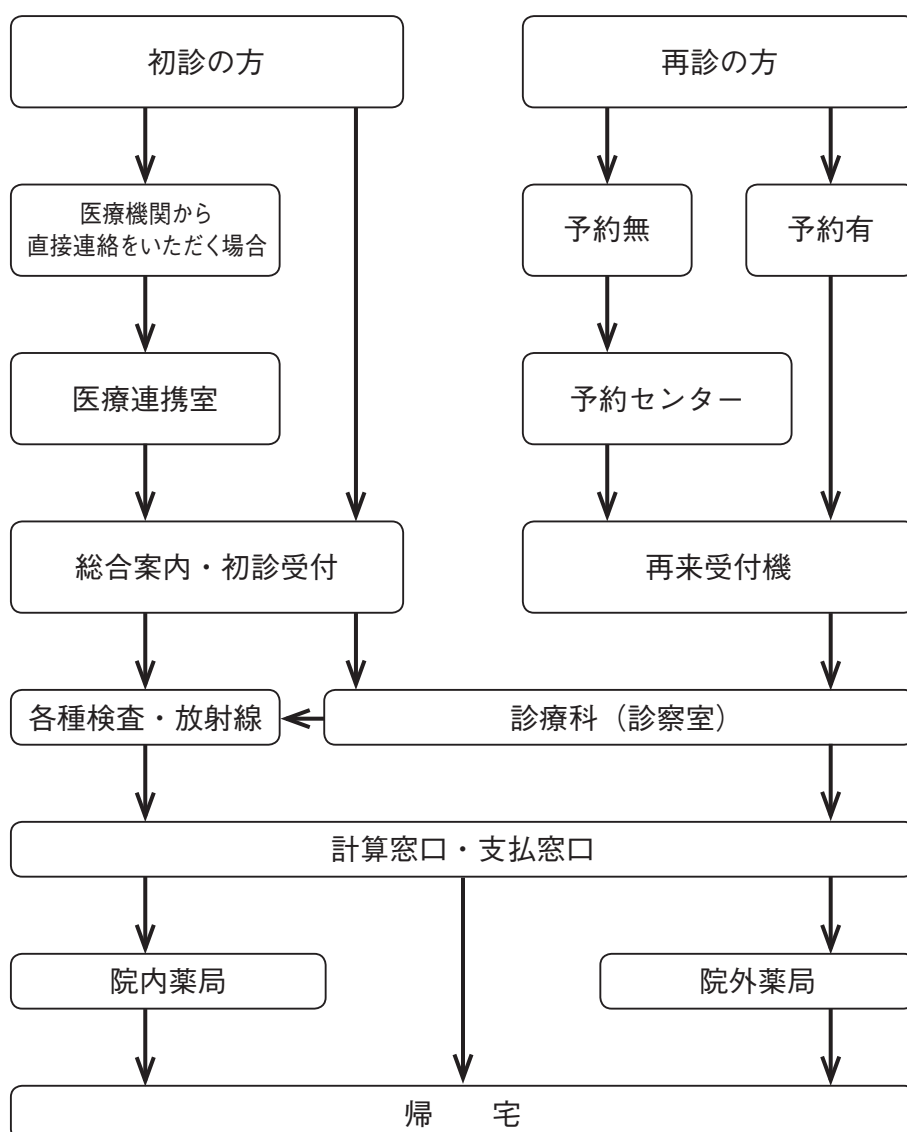 初診の方
再診の方
医療機関から
直接連絡をいただく場合
予約無
予約有
医療連携室
予約センター
総合案内・初診受付
再来受付機
各種検査・放射線
診療科（診察室）
計算窓口・支払窓口
院内薬局
院外薬局
帰　　宅